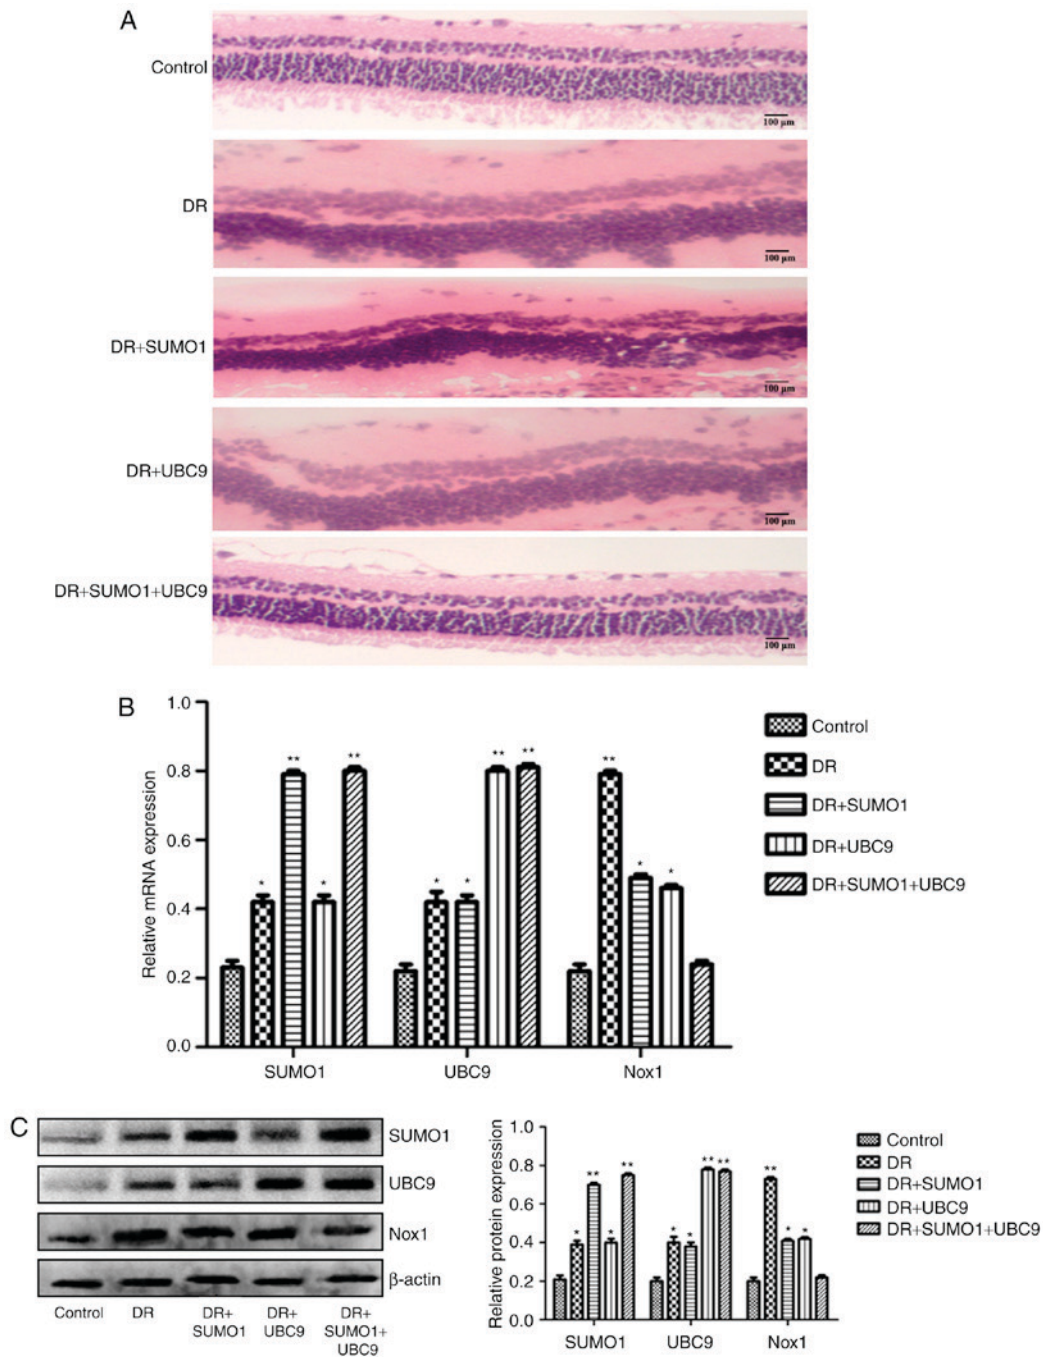 A
Control
100 µm
DR
100 µm
DR+SUMO1
100 µm
DR+UBC9
100 µm
DR+SUMO1+UBC9
100 µm
B
Relative mRNA expression
1.0
0.8
0.6
0.4
0.2
0.0
*
**
*
**
*
*
**
**
**
*
*
SUMO1
UBC9
Nox1
Control
DR
DR+SUMO1
DR+UBC9
DR+SUMO1+UBC9
C
SUMO1
UBC9
Nox1
β-actin
Control
DR
DR+
SUMO1
DR+
UBC9
DR+
SUMO1+
UBC9
Relative protein expression
1.0
0.8
0.6
0.4
0.2
0.0
*
**
*
**
*
*
**
**
**
*
*
SUMO1
UBC9
Nox1
Control
DR
DR+SUMO1
DR+UBC9
DR+SUMO1+UBC9